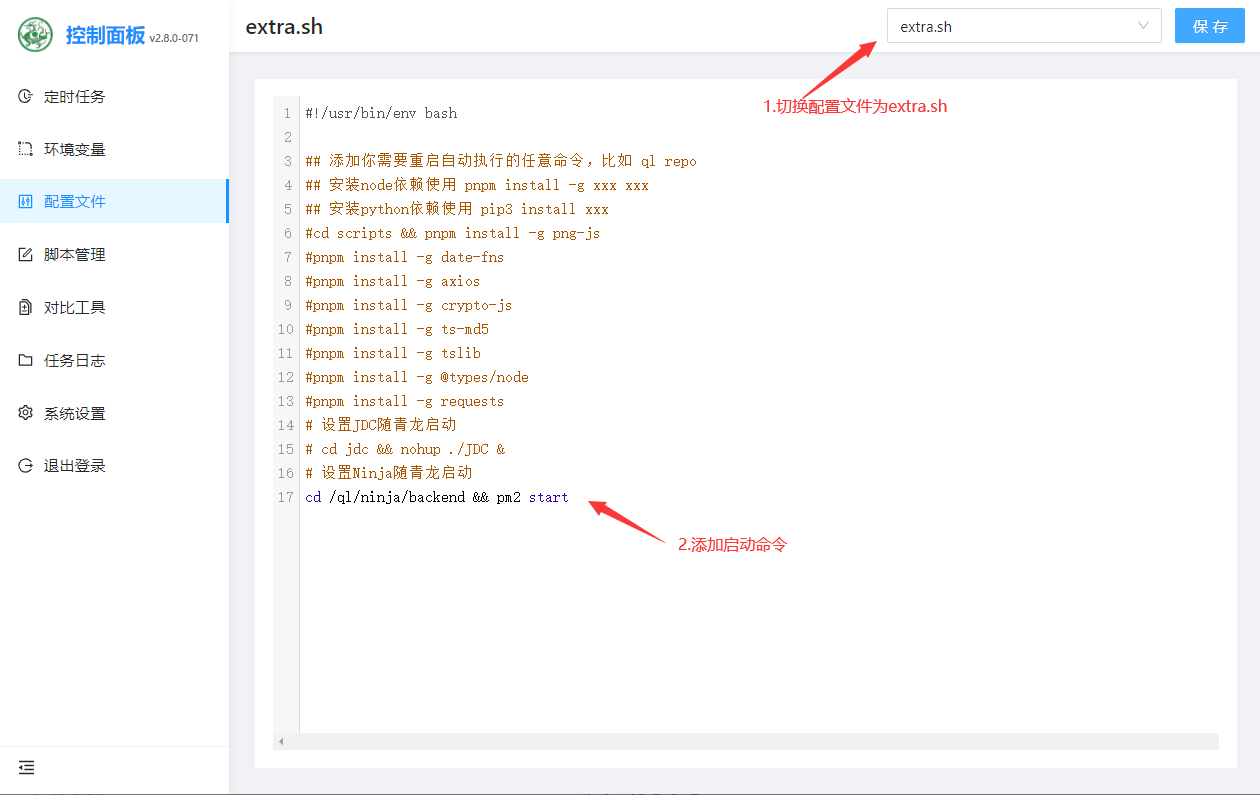 控制面板 v2.8.0-071
定时任务
环境变量
配置文件
脚本管理
对比工具
任务日志
系统设置
退出登录
extra.sh
extra.sh
保 存
1.切换配置文件为extra.sh
1 #!/usr/bin/env bash
2
3 ## 添加你需要重启自动执行的任意命令，比如 ql repo
4 ## 安装node依赖使用 pnpm install -g xxx xxx
5 ## 安装python依赖使用 pip3 install xxx
6 #cd scripts && pnpm install -g png-js
7 #pnpm install -g date-fns
8 #pnpm install -g axios
9 #pnpm install -g crypto-js
10 #pnpm install -g ts-md5
11 #pnpm install -g tslib
12 #pnpm install -g @types/node
13 #pnpm install -g requests
14 # 设置JDC随青龙启动
15 # cd jdc && nohup ./JDC &
16 # 设置Ninja随青龙启动
17 cd /ql/ninja/backend && pm2 start
2.添加启动命令